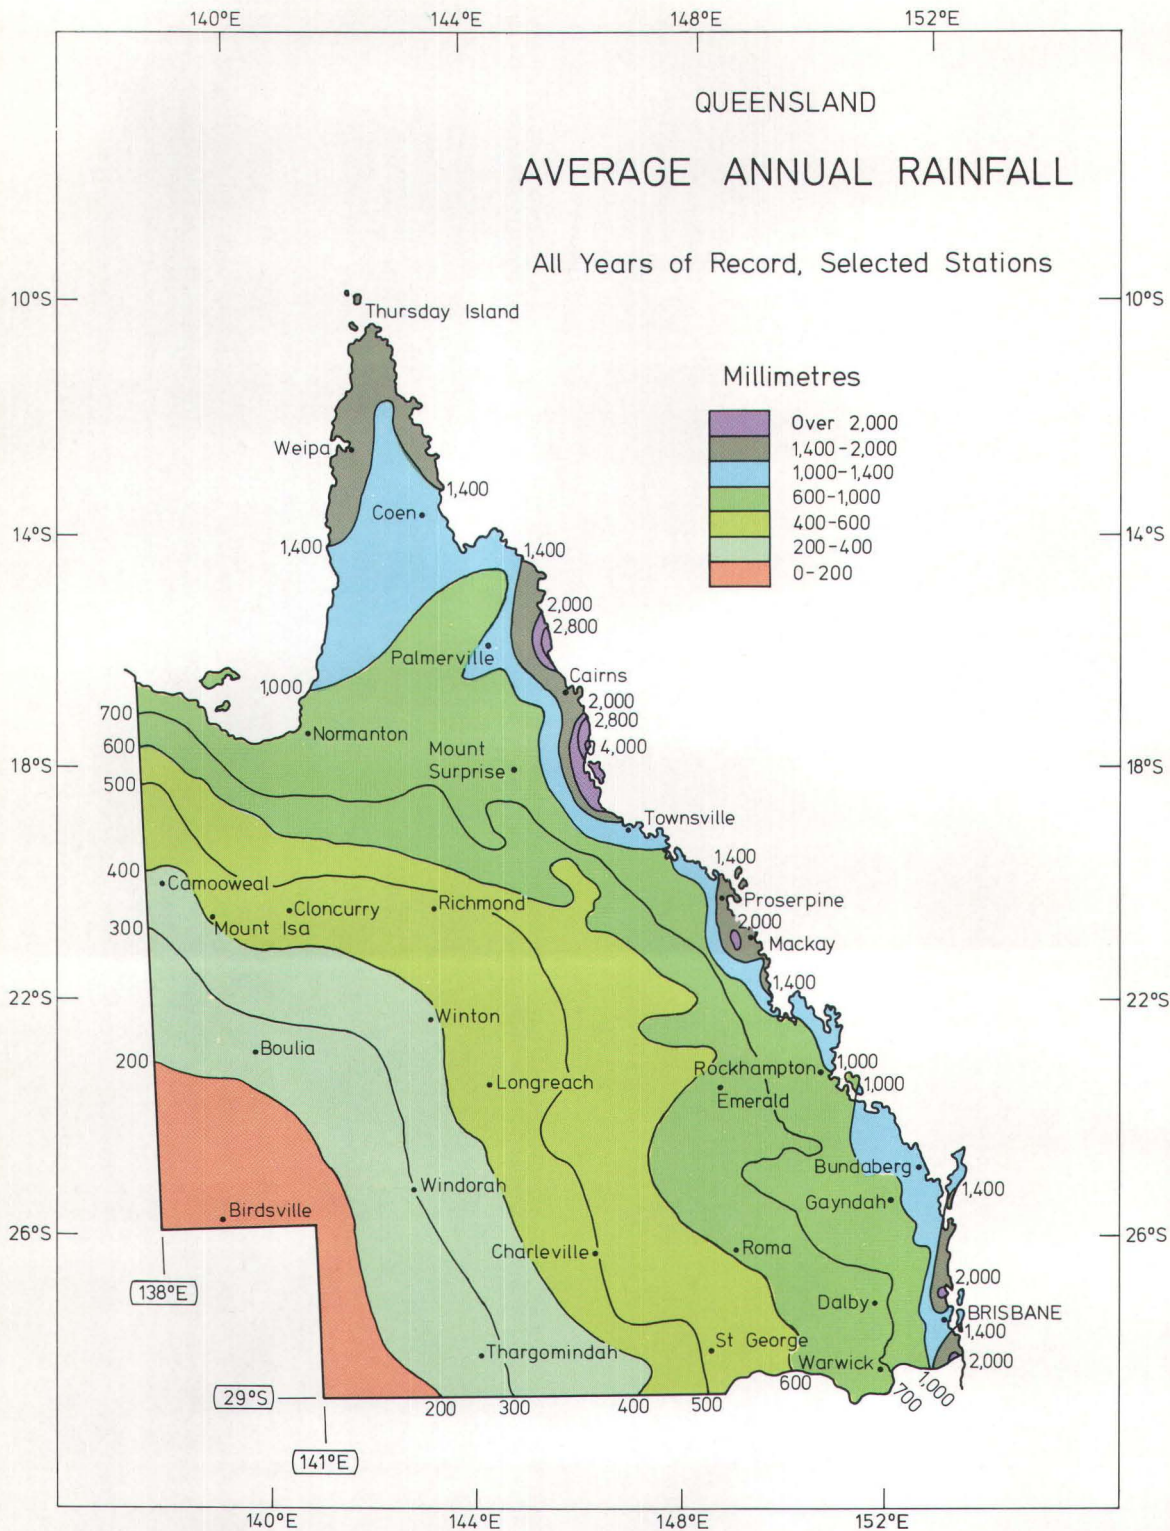 140°E 144°E 148°E 152°E
QUEENSLAND
AVERAGE ANNUAL RAINFALL
All Years of Record, Selected Stations
10°S 10°S
Thursday Island
Millimetres
Over 2,000
1,400-2,000
1,000-1,400
600-1,000
400-600
200-400
0-200
Weipa
1,400
Coen
14°S 14°S
1,400
1,400
2,000
2,800
Palmerville
Cairns
1,000
2,000
2,800
4,000
700
Normanton
600
Mount
Surprise
18°S 18°S
500
Townsville
1,400
400
Camooweal
Proserpine
Richmond
Cloncurry
2,000
Mount Isa
300
Mackay
1,400
22°S 22°S
Winton
Boulia
200
1,000
Rockhampton
1,000
Longreach
Emerald
Bundaberg
Windorah
1,400
Gayndah
Birdsville
26°S 26°S
Roma
Charleville
2,000
138°E
Dalby
BRISBANE
1,400
St George
Thargomindah
Warwick
2,000
600
1,000
700
29°S
200 300 400 500
141°E
140°E 144°E 148°E 152°E